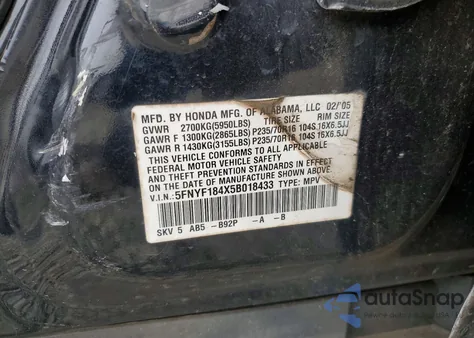 MFD. BY HONDA MFG. OF ALABAMA, LLC 02/'05
GVWR 2700KG(5950LBS) TIRE SIZE RIM SIZE
GAWR F 1300KG(2865LBS) P235/70R16 104S 16X6.5JJ
GAWR R 1430KG(3155LBS) P235/70R16 104S 16X6.5JJ
THIS VEHICLE CONFORMS TO ALL APPLICABLE
FEDERAL MOTOR VEHICLE SAFETY AND
THEFT PREVENTION STANDARDS IN EFFECT
ON THE DATE OF MANUFACTURE SHOWN ABOVE.
V.I.N.: 5FNYF184X5B018433 TYPE: MPV
SKV 5 AB5 -B92P -A -B
autaSnap